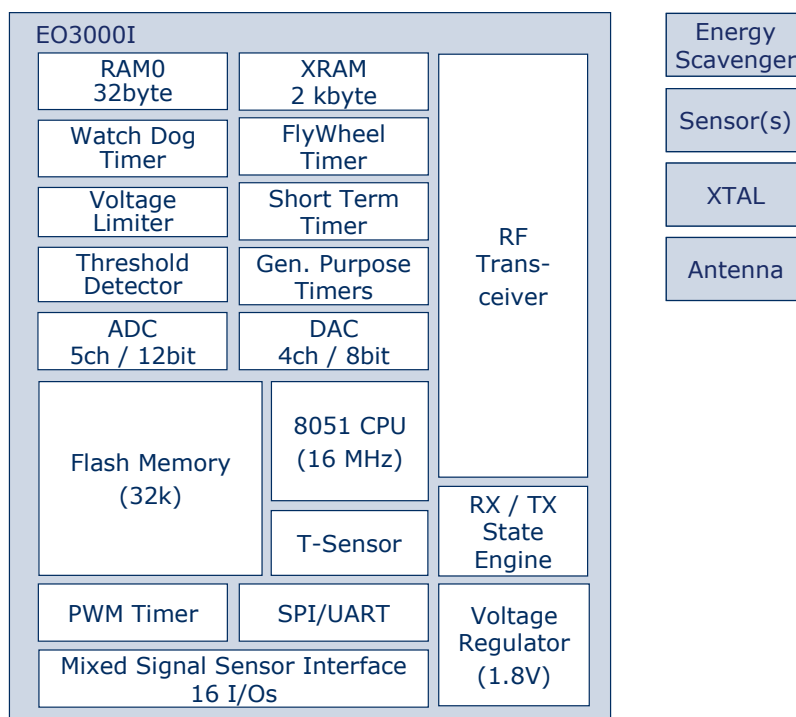 EO3000I
RAM0
32byte
XRAM
2 kbyte
Watch Dog
Timer
FlyWheel
Timer
Voltage
Limiter
Short Term
Timer
Threshold
Detector
Gen. Purpose
Timers
ADC
5ch / 12bit
DAC
4ch / 8bit
RF
Trans-
ceiver
Flash Memory
(32k)
8051 CPU
(16 MHz)
T-Sensor
RX / TX
State
Engine
PWM Timer
SPI/UART
Voltage
Regulator
(1.8V)
Mixed Signal Sensor Interface
16 I/Os
Energy
Scavenger
Sensor(s)
XTAL
Antenna